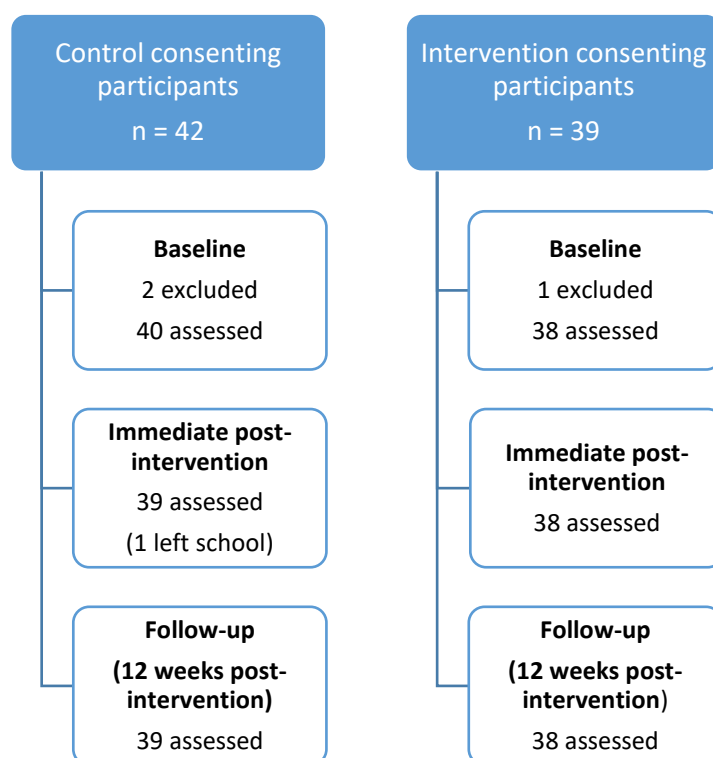 Control consenting
participants
n = 42
Baseline
2 excluded
40 assessed
Immediate post-
intervention
39 assessed
(1 left school)
Follow-up
(12 weeks post-
intervention)
39 assessed
Intervention consenting
participants
n = 39
Baseline
1 excluded
38 assessed
Immediate post-
intervention
38 assessed
Follow-up
(12 weeks post-
intervention)
38 assessed